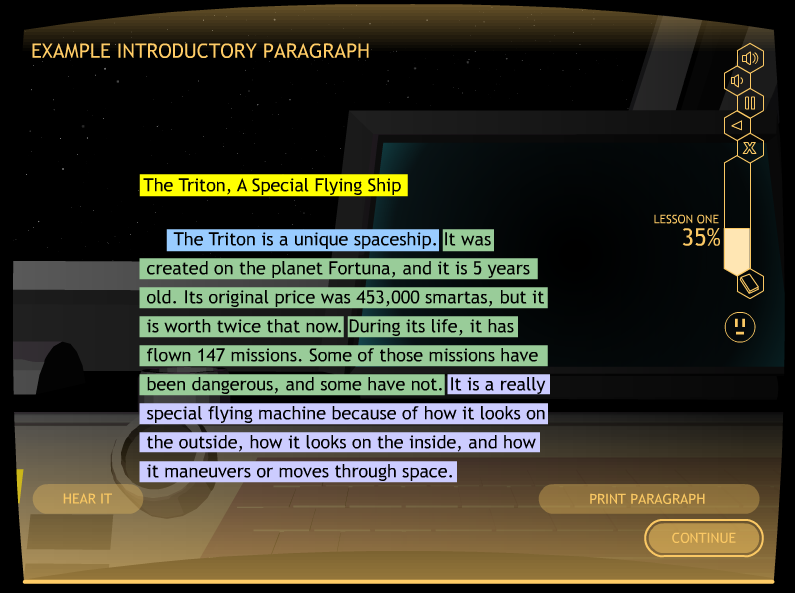 EXAMPLE INTRODUCTORY PARAGRAPH
The Triton, A Special Flying Ship
The Triton is a unique spaceship. It was
created on the planet Fortuna, and it is 5 years
old. Its original price was 453,000 smartas, but it
is worth twice that now. During its life, it has
flown 147 missions. Some of those missions have
been dangerous, and some have not. It is a really
special flying machine because of how it looks on
the outside, how it looks on the inside, and how
it maneuvers or moves through space.
LESSON ONE
35%
HEAR IT
PRINT PARAGRAPH
CONTINUE